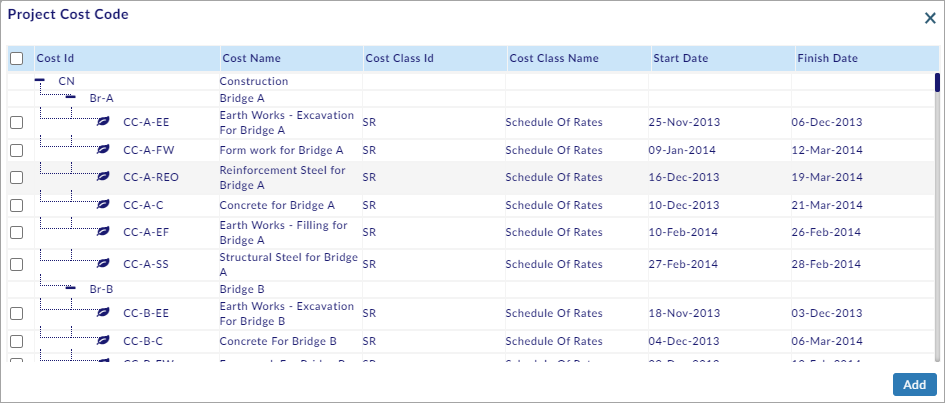 Project Cost Code
Cost Id Cost Name Cost Class Id Cost Class Name Start Date Finish Date
CN Construction
Br-A Bridge A
CC-A-EE Earth Works - Excavation For Bridge A SR Schedule Of Rates 25-Nov-2013 06-Dec-2013
CC-A-FW Form work for Bridge A SR Schedule Of Rates 09-Jan-2014 12-Mar-2014
CC-A-REO Reinforcement Steel for Bridge A SR Schedule Of Rates 16-Dec-2013 19-Mar-2014
CC-A-C Concrete for Bridge A SR Schedule Of Rates 10-Dec-2013 21-Mar-2014
CC-A-EF Earth Works - Filling for Bridge A SR Schedule Of Rates 10-Feb-2014 26-Feb-2014
CC-A-SS Structural Steel for Bridge A SR Schedule Of Rates 27-Feb-2014 28-Feb-2014
Br-B Bridge B
CC-B-EE Earth Works - Excavation For Bridge B SR Schedule Of Rates 18-Nov-2013 03-Dec-2013
CC-B-C Concrete For Bridge B SR Schedule Of Rates 04-Dec-2013 06-Mar-2014
Add